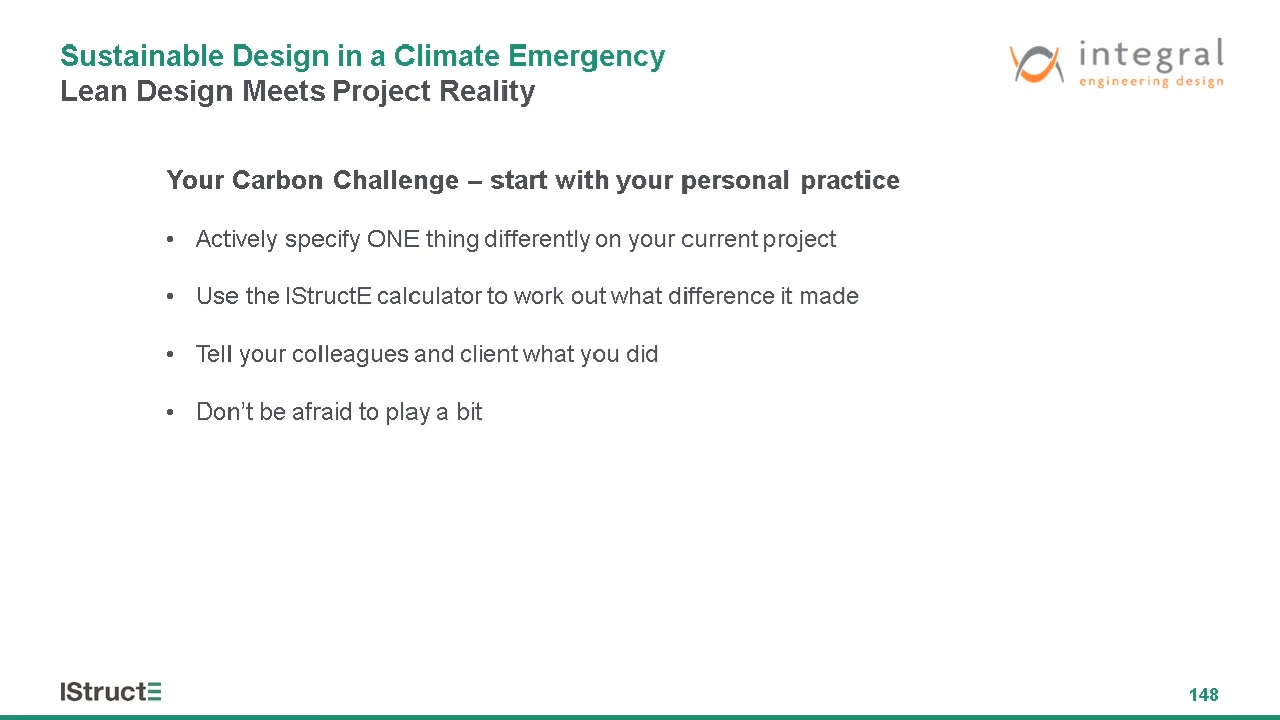 Sustainable Design in a Climate Emergency
Lean Design Meets Project Reality
integral
engineering design
Your Carbon Challenge – start with your personal practice
• Actively specify ONE thing differently on your current project
• Use the IStructE calculator to work out what difference it made
• Tell your colleagues and client what you did
• Don’t be afraid to play a bit
IStructE
148